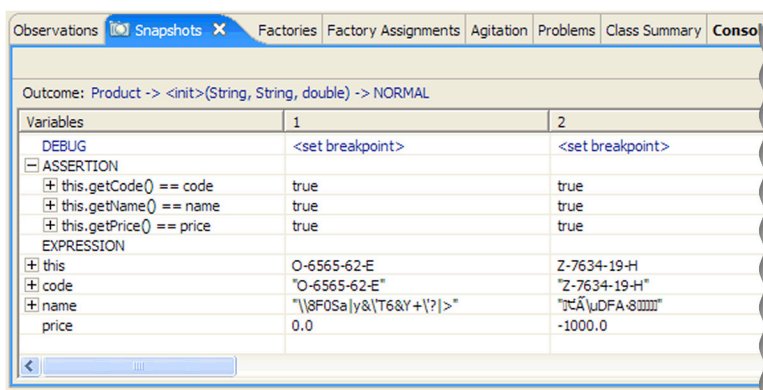 Observations Snapshots Factories Factory Assignments Agitation Problems Class Summary Conso
Outcome: Product -> <init>(String, String, double) -> NORMAL
Variables 1 2
DEBUG <set breakpoint> <set breakpoint>
ASSERTION
this.getCode() == code true true
this.getName() == name true true
this.getPrice() == price true true
EXPRESSION
this O-6565-62-E Z-7634-19-H
code "O-6565-62-E" "Z-7634-19-H"
name "\\8F0Sa|y&\'T6&Y+\'?|>"
price 0.0 -1000.0